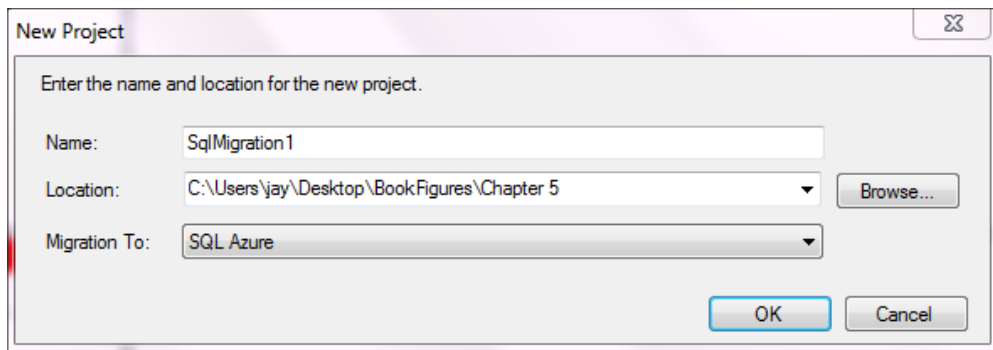 New Project
Enter the name and location for the new project.
Name: SqlMigration1
Location: C:\Users\jay\Desktop\BookFigures\Chapter 5 Browse...
Migration To: SQL Azure
OK Cancel